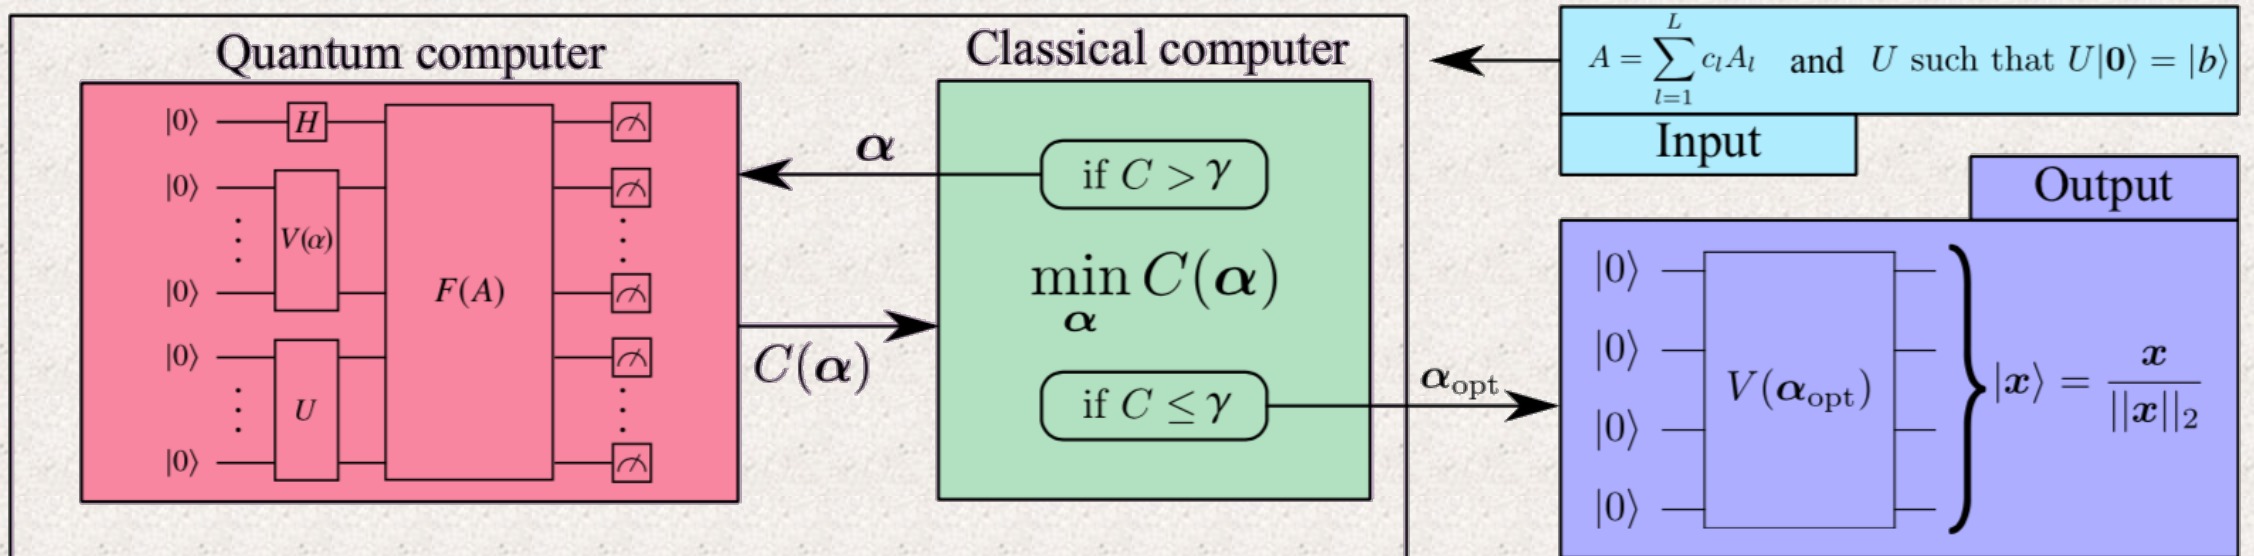 Quantum computer
|0⟩ H
|0⟩
V(α)
|0⟩
F(A)
|0⟩
U
|0⟩
α
C(α)
Classical computer
if C > γ
min C(α)
α
if C ≤ γ
A = ∑_{l=1}^{L} c_l A_l and U such that U|0⟩ = |b⟩
Input
α_opt
Output
|0⟩
|0⟩
|0⟩
|0⟩
V(α_opt)
|x⟩ = x / ||x||₂